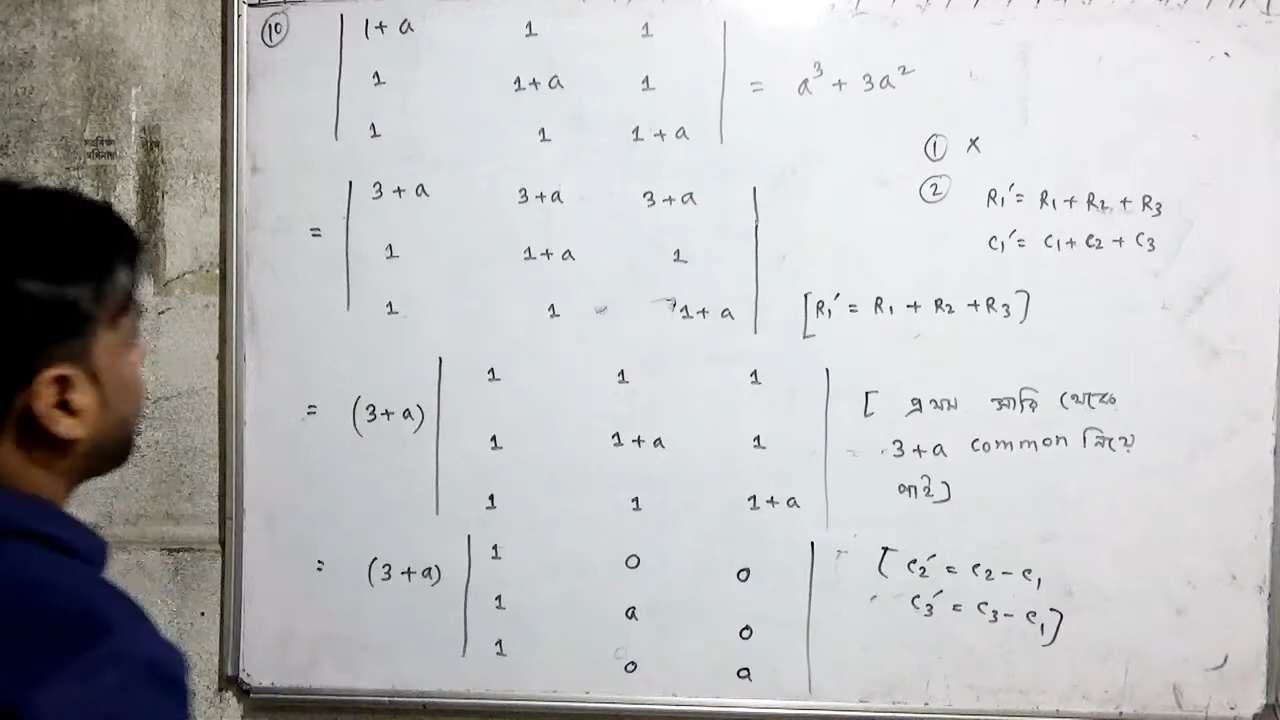 ⑩ | 1+a 1 1 |
| 1 1+a 1 | = a³ + 3a²
| 1 1 1+a |
① ×
② R₁′ = R₁ + R₂ + R₃
C₁′ = C₁ + C₂ + C₃
| 3+a 3+a 3+a |
= | 1 1+a 1 |
| 1 1 1+a | [R₁′ = R₁ + R₂ + R₃]
| 1 1 1 | [প্রথম সারি থেকে
= (3+a) | 1 1+a 1 | 3+a common নিয়ে
| 1 1 1+a | পাই]
| 1 0 0 | [C₂′ = C₂ – C₁
= (3+a) | 1 a 0 | C₃′ = C₃ – C₁]
| 1 0 a |